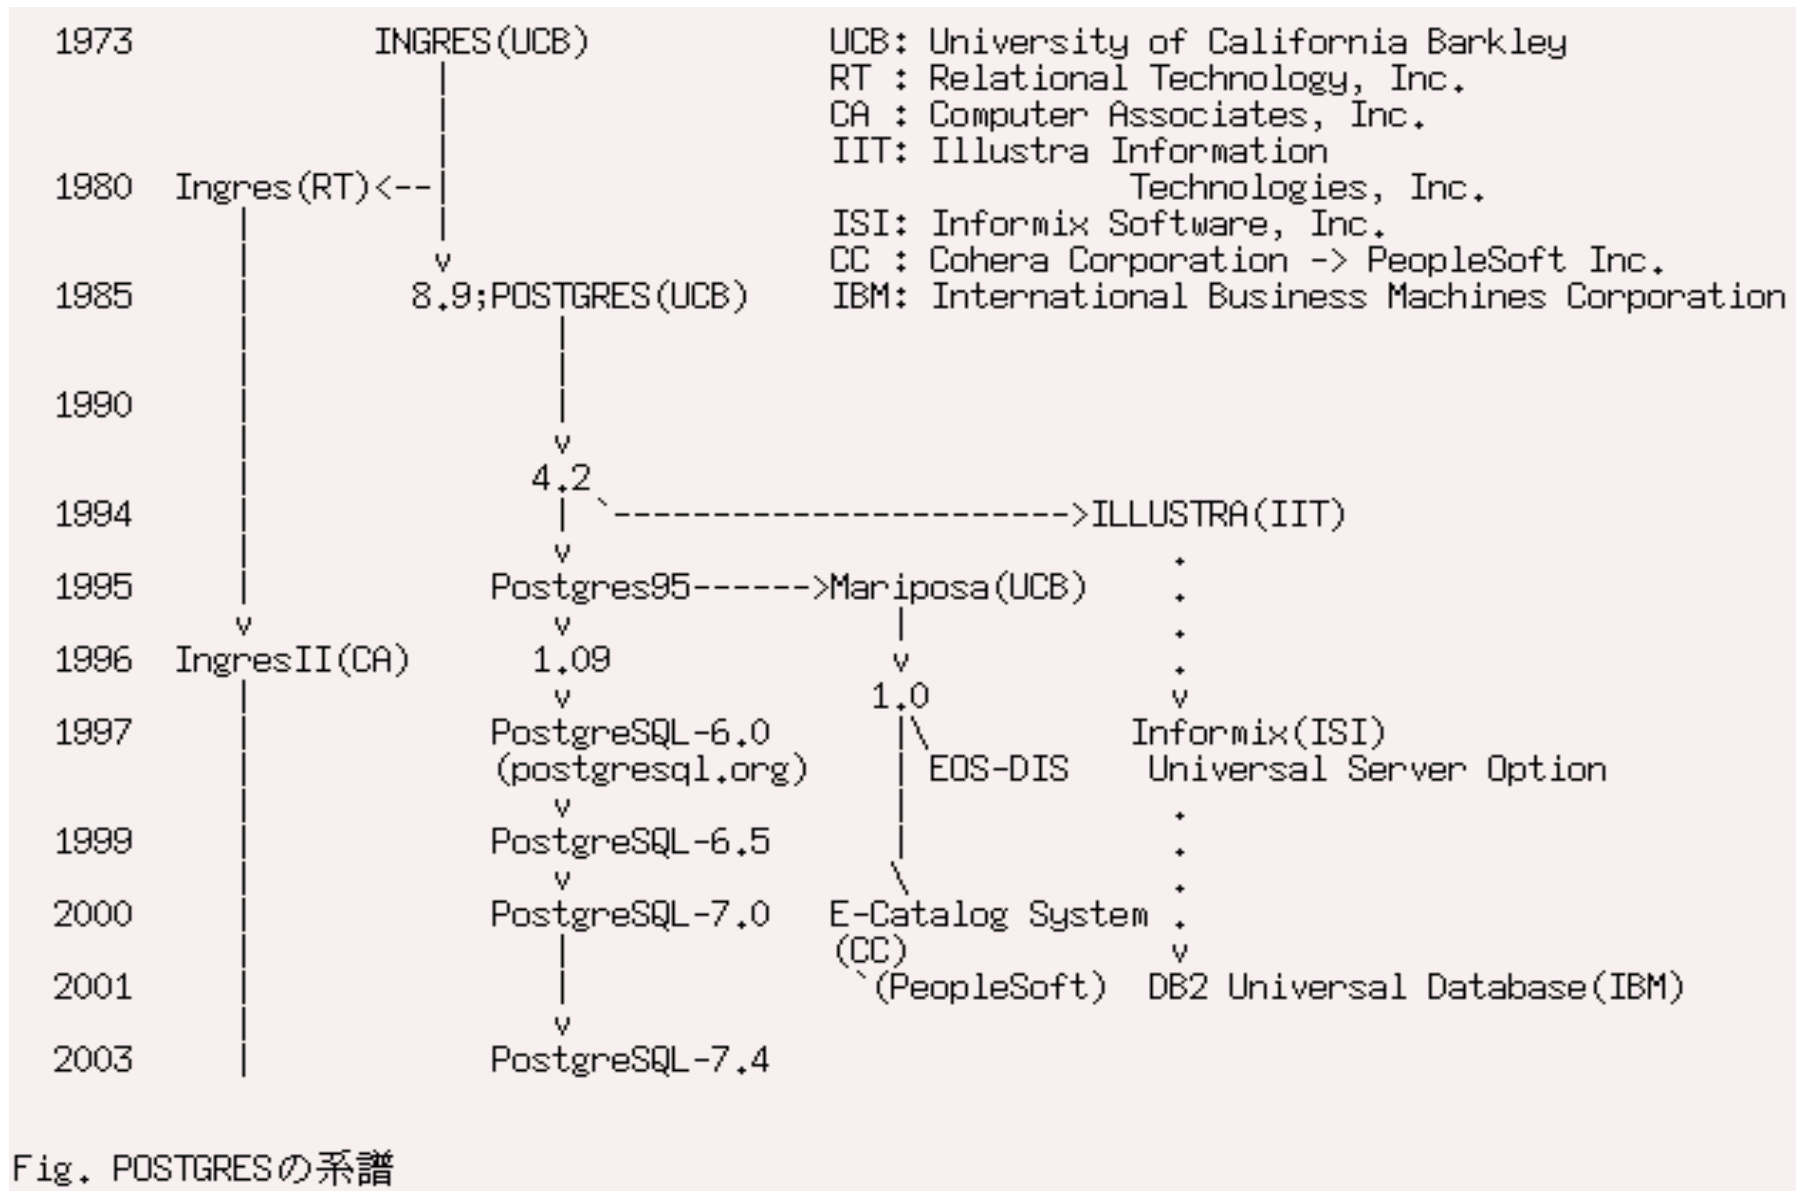 1973 INGRES(UCB) UCB: University of California Barkley
RT : Relational Technology, Inc.
CA : Computer Associates, Inc.
IIT: Illustra Information
1980 Ingres(RT)<--| Technologies, Inc.
ISI: Informix Software, Inc.
CC : Cohera Corporation -> PeopleSoft Inc.
1985 8.9;POSTGRES(UCB) IBM: International Business Machines Corporation
1990
4.2
1994 `----------------------->ILLUSTRA(IIT)
1995 Postgres95------>Mariposa(UCB)
1996 IngresII(CA) 1.09
1.0
1997 PostgreSQL-6.0 Informix(ISI)
(postgresql.org) EOS-DIS Universal Server Option
1999 PostgreSQL-6.5
2000 PostgreSQL-7.0 E-Catalog System
(CC)
2001 `(PeopleSoft) DB2 Universal Database(IBM)
2003 PostgreSQL-7.4
Fig. POSTGRESの系譜